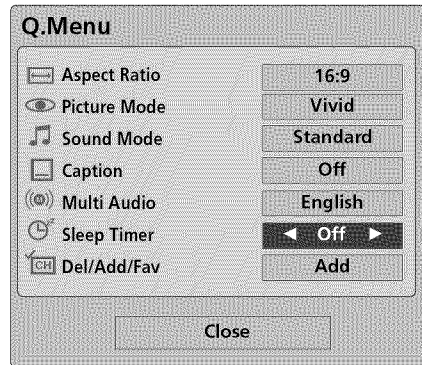 Q.Menu
Aspect Ratio 16:9
Picture Mode Vivid
Sound Mode Standard
Caption Off
Multi Audio English
Sleep Timer ◄ Off ►
CH Del/Add/Fav Add
Close